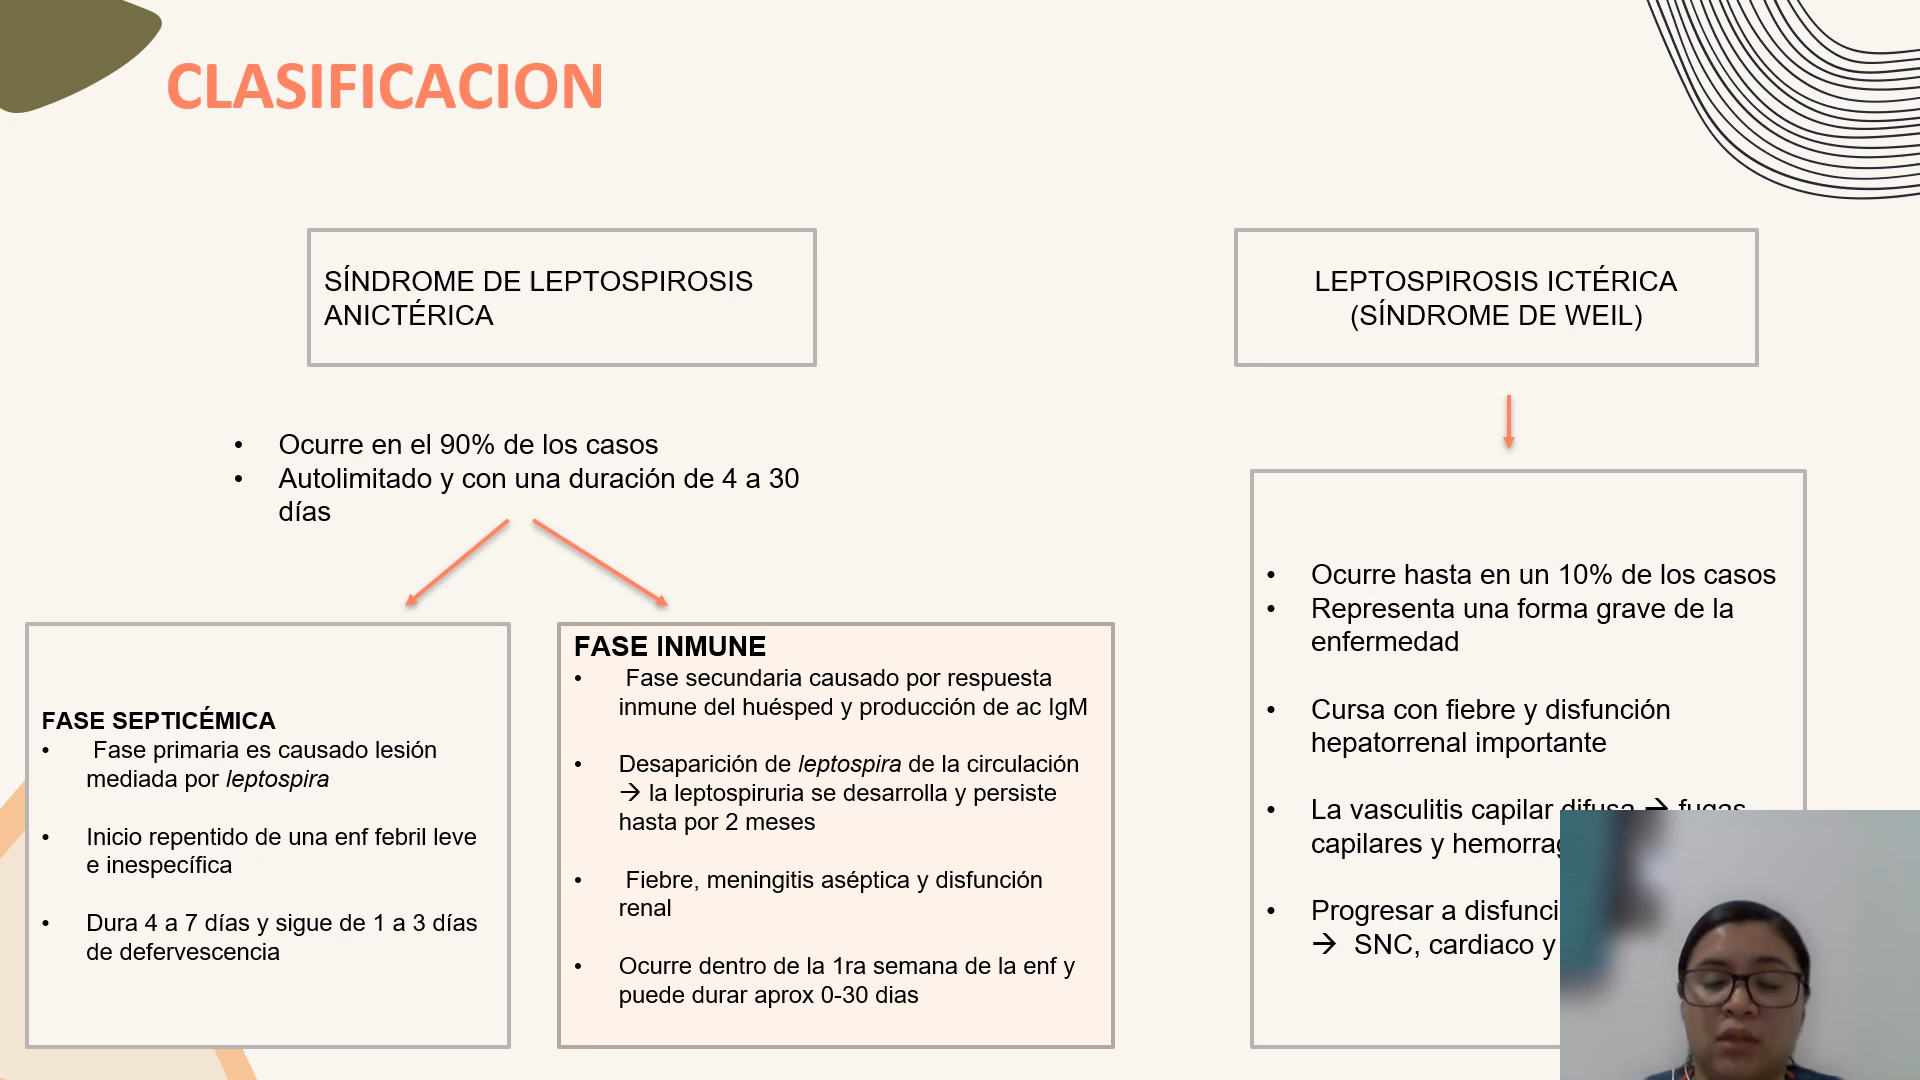 CLASIFICACION
SÍNDROME DE LEPTOSPIROSIS
ANICTÉRICA
• Ocurre en el 90% de los casos
• Autolimitado y con una duración de 4 a 30
días
FASE SEPTICÉMICA
• Fase primaria es causado lesión
mediada por leptospira
• Inicio repentido de una enf febril leve
e inespecífica
• Dura 4 a 7 días y sigue de 1 a 3 días
de defervescencia
FASE INMUNE
• Fase secundaria causado por respuesta
inmune del huésped y producción de ac IgM
• Desaparición de leptospira de la circulación
→ la leptospiruria se desarrolla y persiste
hasta por 2 meses
• Fiebre, meningitis aséptica y disfunción
renal
• Ocurre dentro de la 1ra semana de la enf y
puede durar aprox 0-30 dias
LEPTOSPIROSIS ICTÉRICA
(SÍNDROME DE WEIL)
• Ocurre hasta en un 10% de los casos
• Representa una forma grave de la
enfermedad
• Cursa con fiebre y disfunción
hepatorrenal importante
• La vasculitis capilar difusa → fugas
capilares y
• Progresar a
→ SNC, cardiaco y